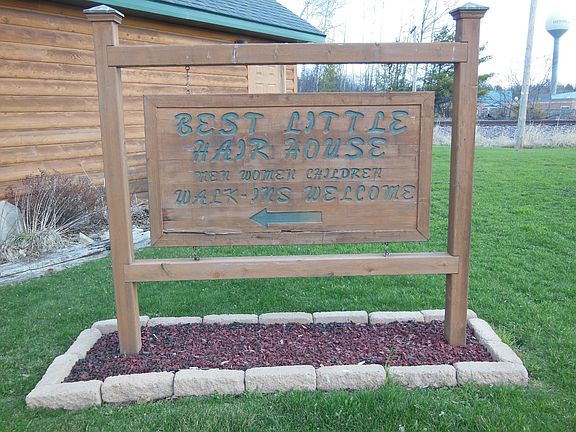 BEST LITTLE
HAIR HOUSE
MEN WOMEN CHILDREN
WALK-INS WELCOME